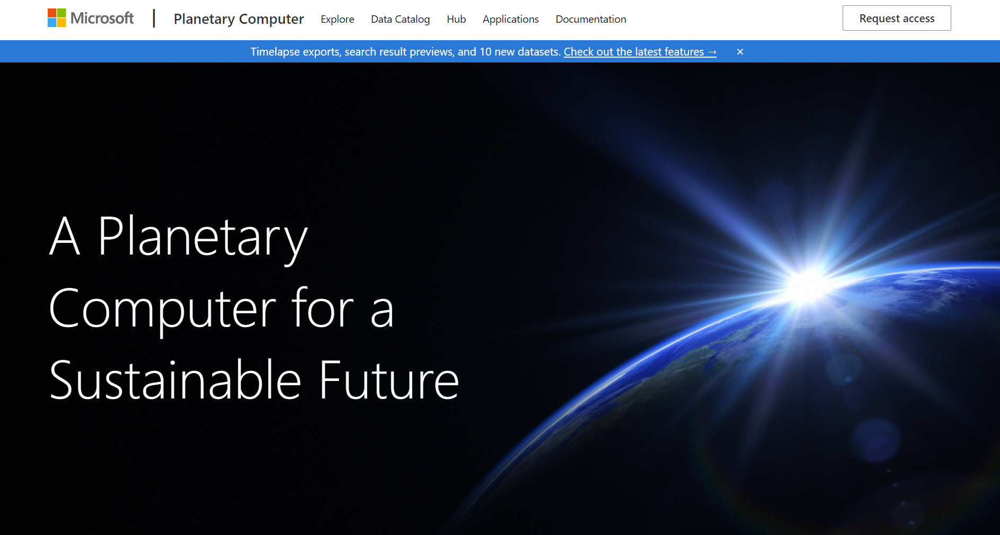 Microsoft | Planetary Computer Explore Data Catalog Hub Applications Documentation Request access
Timelapse exports, search result previews, and 10 new datasets. Check out the latest features → ×
A Planetary
Computer for a
Sustainable Future